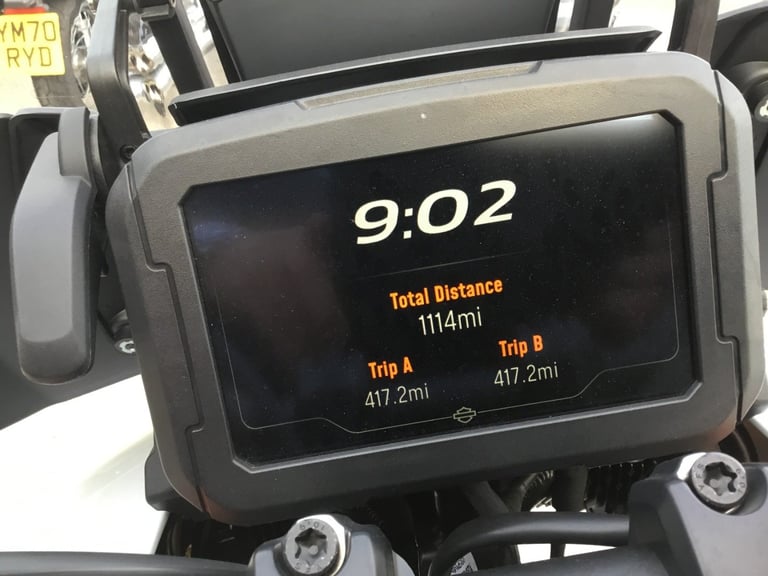 YM70
RYD
9:02
Total Distance
1114mi
Trip A
417.2mi
Trip B
417.2mi